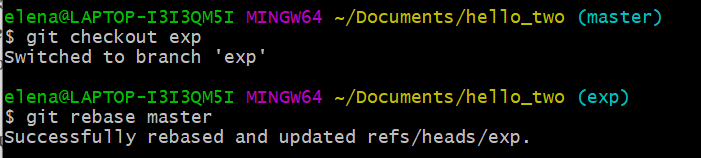 elena@LAPTOP-I3I3QM5I MINGW64 ~/Documents/hello_two (master)
$ git checkout exp
Switched to branch 'exp'
elena@LAPTOP-I3I3QM5I MINGW64 ~/Documents/hello_two (exp)
$ git rebase master
Successfully rebased and updated refs/heads/exp.